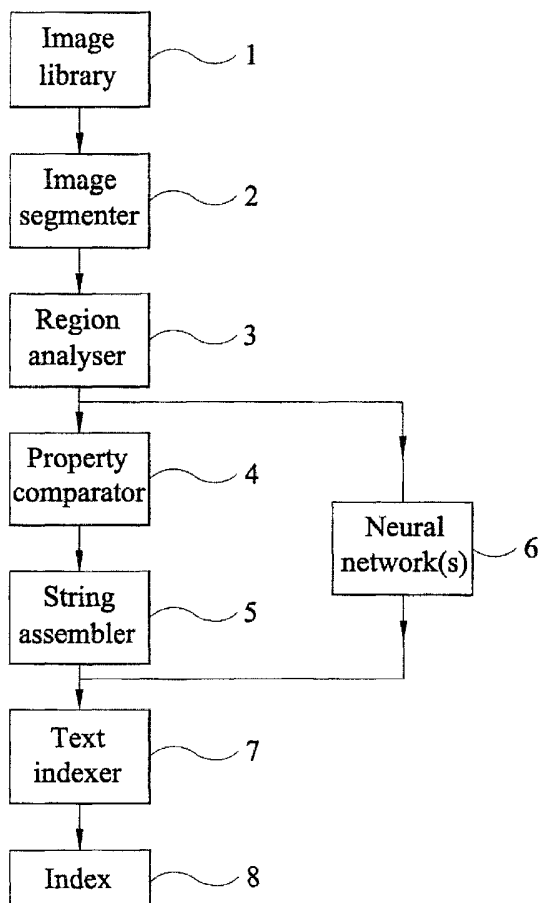 Image
library
1
Image
segmenter
2
Region
analyser
3
Property
comparator
4
Neural
network(s)
6
String
assembler
5
Text
indexer
7
Index
8